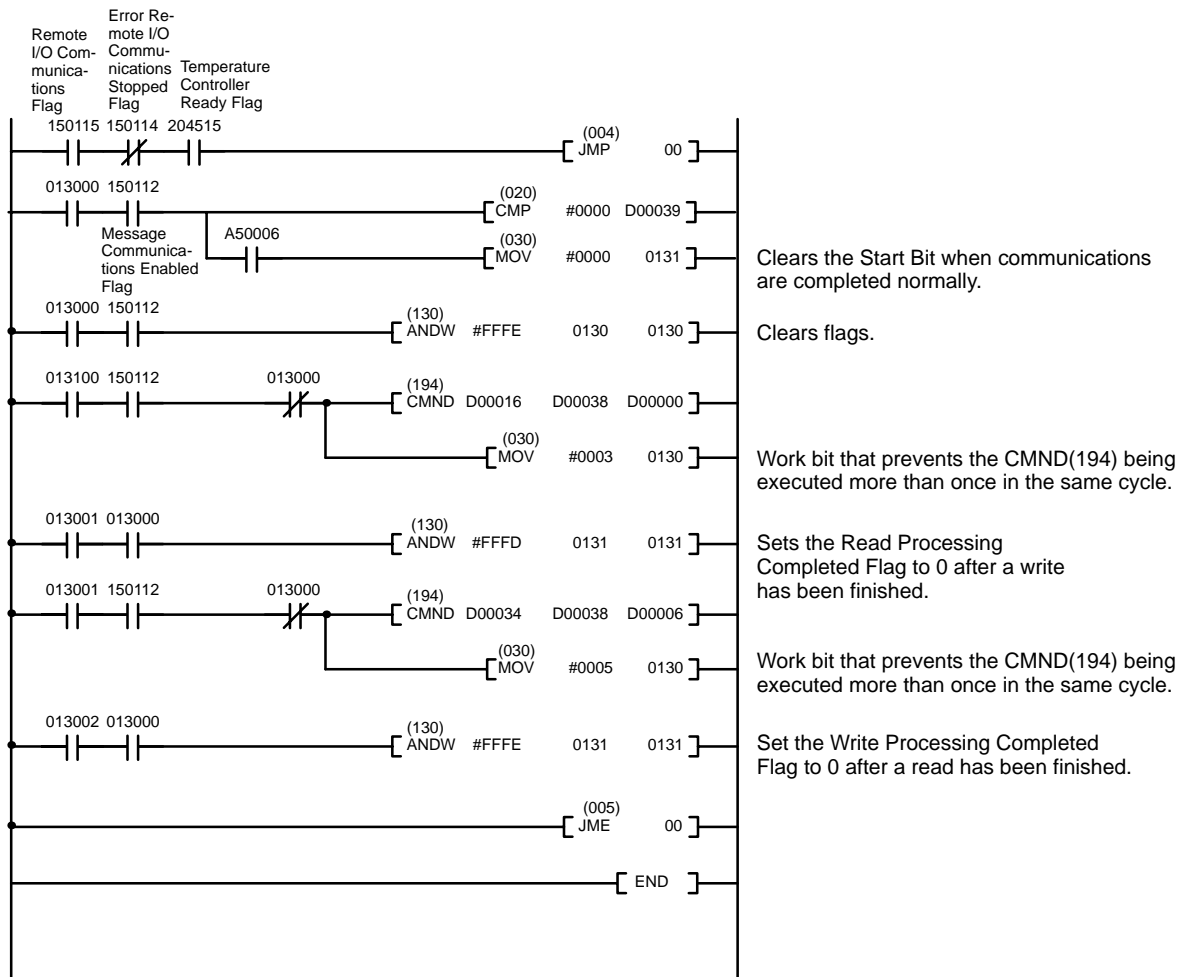 Remote
I/O Com-
munica-
tions
Flag
Error Re-
mote I/O
Commu-
nications
Stopped
Flag
Temperature
Controller
Ready Flag
150115 150114 204515
(004)
JMP 00
013000 150112
(020)
CMP #0000 D00039
Message
Communica-
tions Enabled
Flag
A50006
(030)
MOV #0000 0131
Clears the Start Bit when communications
are completed normally.
013000 150112
(130)
ANDW #FFFE 0130 0130
Clears flags.
013100 150112 013000
(194)
CMND D00016 D00038 D00000
(030)
MOV #0003 0130
Work bit that prevents the CMND(194) being
executed more than once in the same cycle.
013001 013000
(130)
ANDW #FFFD 0131 0131
Sets the Read Processing
Completed Flag to 0 after a write
has been finished.
013001 150112 013000
(194)
CMND D00034 D00038 D00006
(030)
MOV #0005 0130
Work bit that prevents the CMND(194) being
executed more than once in the same cycle.
013002 013000
(130)
ANDW #FFFE 0131 0131
Set the Write Processing Completed
Flag to 0 after a read has been finished.
(005)
JME 00
END